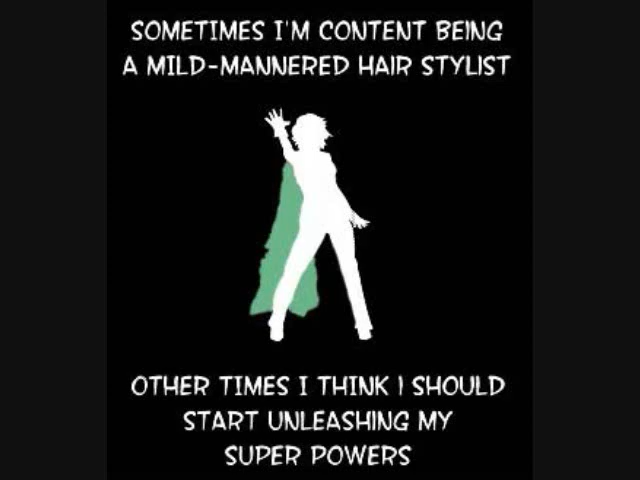 SOMETIMES I'M CONTENT BEING
A MILD-MANNERED HAIR STYLIST
OTHER TIMES I THINK I SHOULD
START UNLEASHING MY
SUPER POWERS